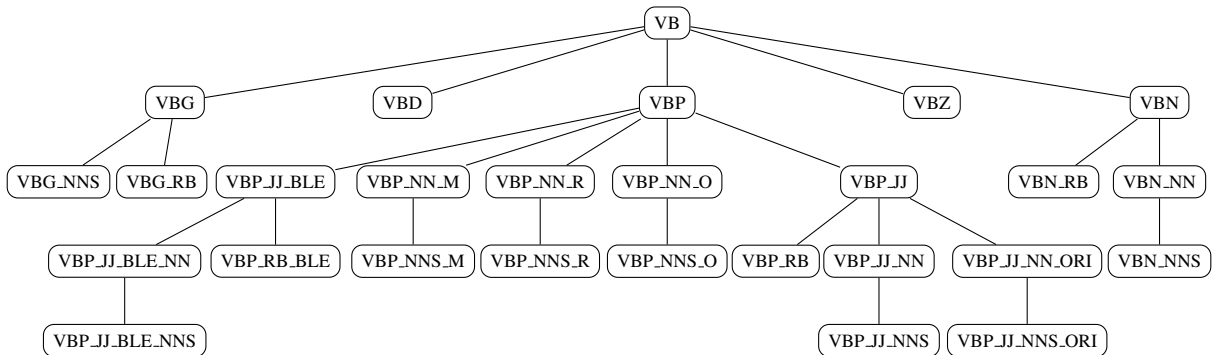 VB
VBG VBD VBP VBZ VBN
VBG_NNS VBG_RB VBP_JJ_BLE VBP_NN_M VBP_NN_R VBP_NN_O VBP_JJ VBN_RB VBN_NN
VBP_JJ_BLE_NN VBP_RB_BLE VBP_NNS_M VBP_NNS_R VBP_NNS_O VBP_RB VBP_JJ_NN VBP_JJ_NN_ORI VBN_NNS
VBP_JJ_BLE_NNS VBP_JJ_NNS VBP_JJ_NNS_ORI